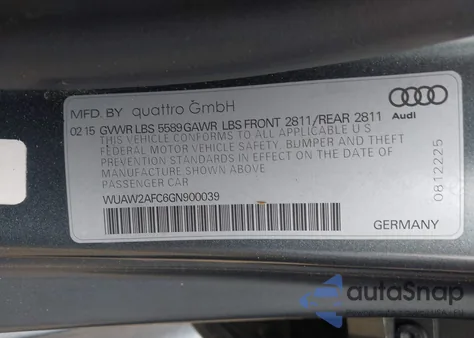 MFD. BY quattro GmbH
02 15 GVWR LBS 5589 GAWR LBS FRONT 2811/REAR 2811
THIS VEHICLE CONFORMS TO ALL APPLICABLE U S
FEDERAL MOTOR VEHICLE SAFETY, BUMPER AND THEFT
PREVENTION STANDARDS IN EFFECT ON THE DATE OF
MANUFACTURE SHOWN ABOVE
PASSENGER CAR
WUAW2AFC6GN900039
Audi
0812225
GERMANY
autoSnap